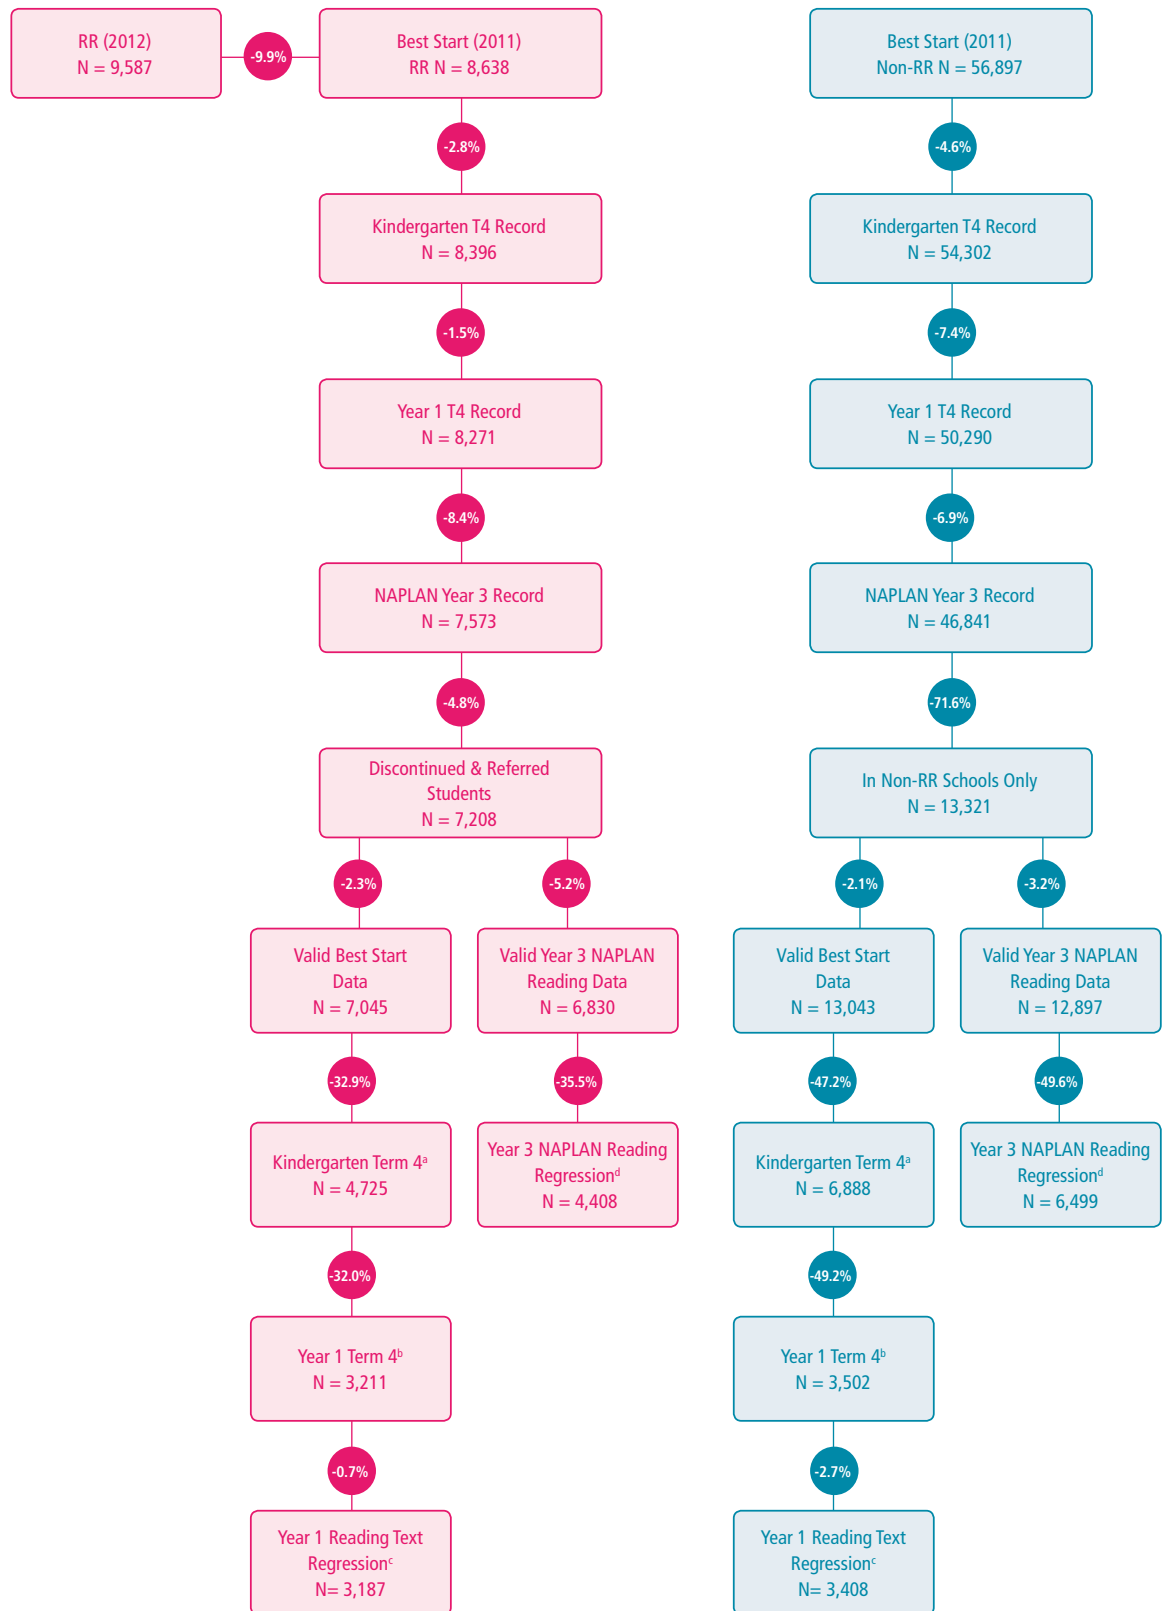 RR (2012)
N = 9,587
-9.9%
Best Start (2011)
RR N = 8,638
-2.8%
Kindergarten T4 Record
N = 8,396
-1.5%
Year 1 T4 Record
N = 8,271
-8.4%
NAPLAN Year 3 Record
N = 7,573
-4.8%
Discontinued & Referred
Students
N = 7,208
-2.3%
-5.2%
Valid Best Start
Data
N = 7,045
Valid Year 3 NAPLAN
Reading Data
N = 6,830
-32.9%
-35.5%
Kindergarten Term 4ᵃ
N = 4,725
Year 3 NAPLAN Reading
Regressionᵈ
N = 4,408
-32.0%
Year 1 Term 4ᵇ
N = 3,211
-0.7%
Year 1 Reading Text
Regressionᶜ
N= 3,187
Best Start (2011)
Non-RR N = 56,897
-4.6%
Kindergarten T4 Record
N = 54,302
-7.4%
Year 1 T4 Record
N = 50,290
-6.9%
NAPLAN Year 3 Record
N = 46,841
-71.6%
In Non-RR Schools Only
N = 13,321
-2.1%
-3.2%
Valid Best Start
Data
N = 13,043
Valid Year 3 NAPLAN
Reading Data
N = 12,897
-47.2%
-49.6%
Kindergarten Term 4ᵃ
N = 6,888
Year 3 NAPLAN Reading
Regressionᵈ
N = 6,499
-49.2%
Year 1 Term 4ᵇ
N = 3,502
-2.7%
Year 1 Reading Text
Regressionᶜ
N= 3,408